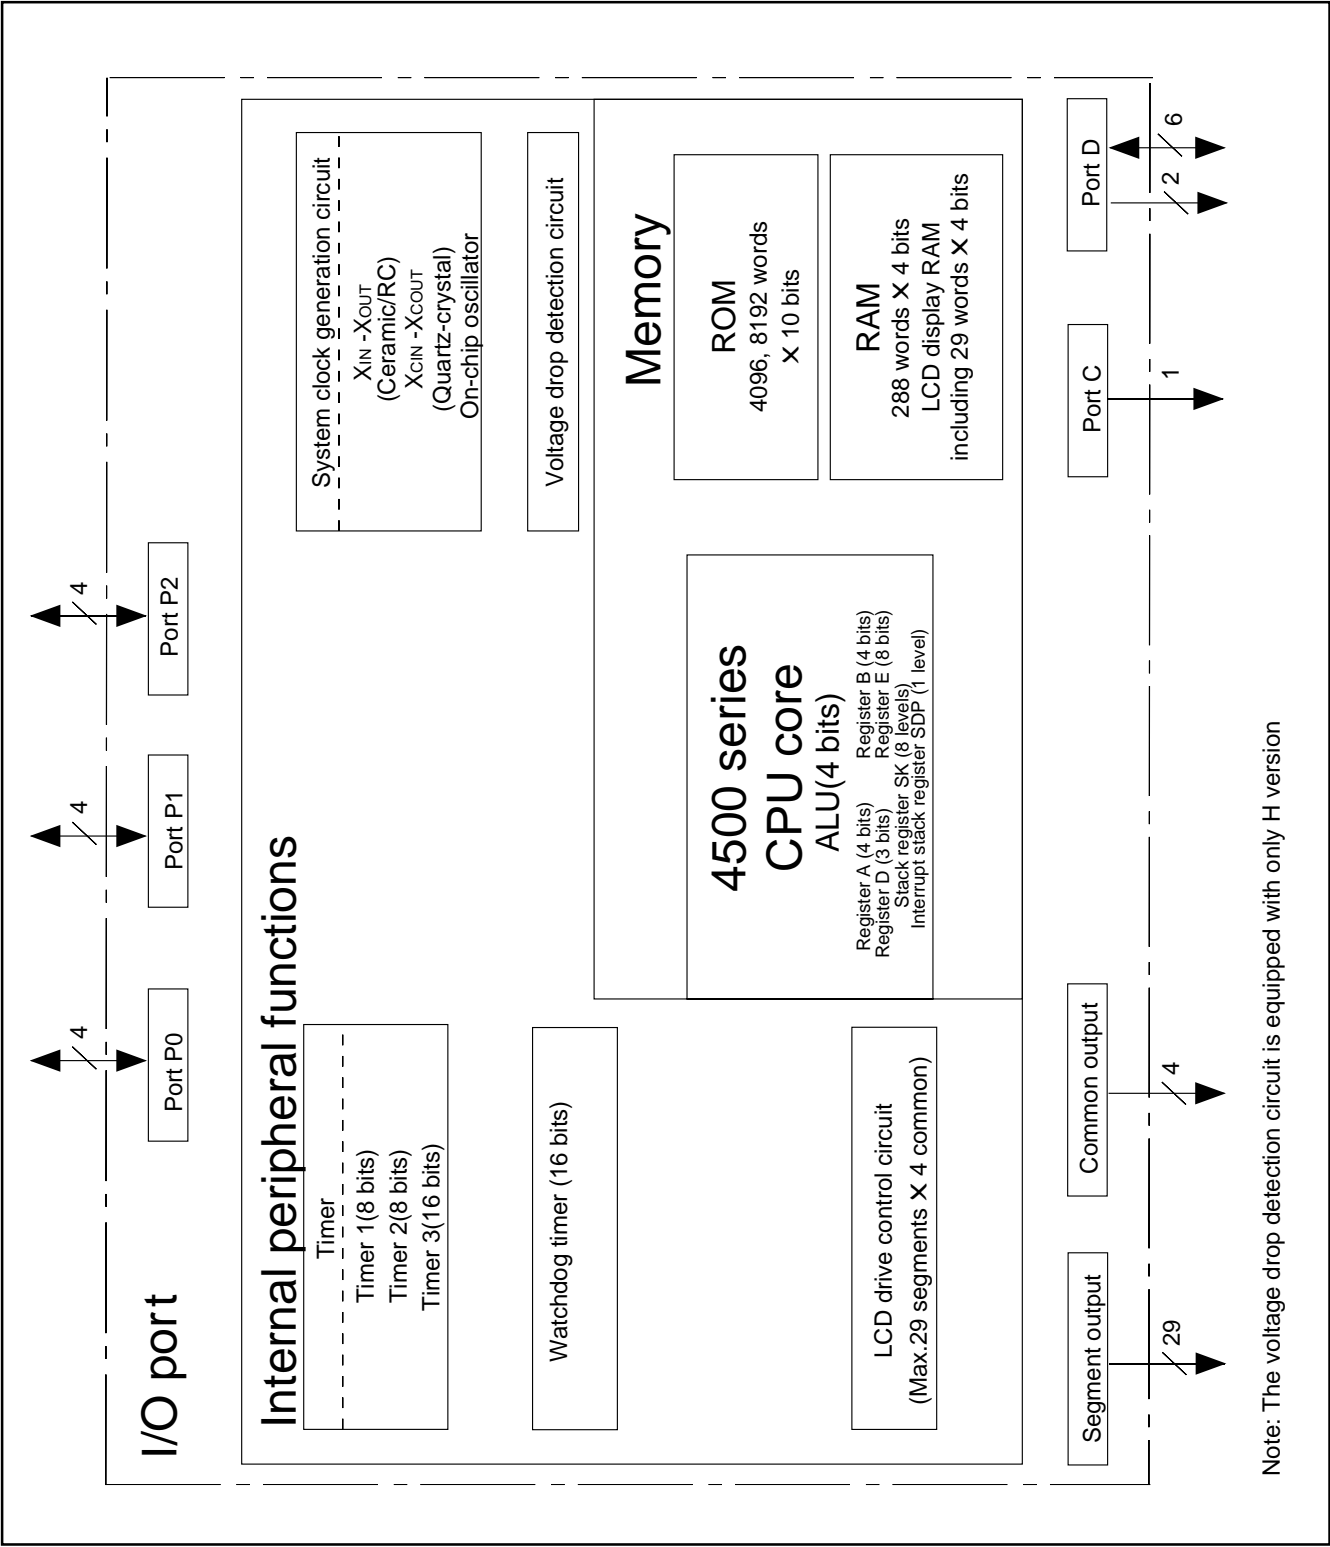 I/O port
4
Port P0
4
Port P1
4
Port P2
Internal peripheral functions
Timer
Timer 1(8 bits)
Timer 2(8 bits)
Timer 3(16 bits)
Watchdog timer (16 bits)
LCD drive control circuit
(Max.29 segments X 4 common)
System clock generation circuit
XIN -XOUT
(Ceramic/RC)
XCIN -XCOUT
(Quartz-crystal)
On-chip oscillator
Voltage drop detection circuit
4500 series
CPU core
ALU(4 bits)
Register A (4 bits)
Register B (4 bits)
Register D (3 bits)
Register E (8 bits)
Stack register SK (8 levels)
Interrupt stack register SDP (1 level)
Memory
ROM
4096, 8192 words
X 10 bits
RAM
288 words X 4 bits
LCD display RAM
including 29 words X 4 bits
Segment output
29
Common output
4
Port C
1
Port D
2
6
Note: The voltage drop detection circuit is equipped with only H version